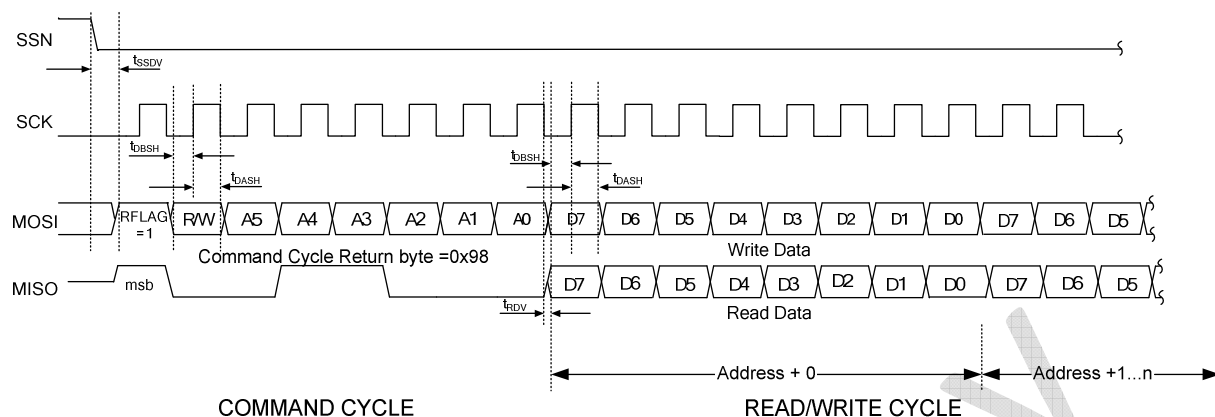 SSN
tSSDV
SCK
tDBSH
tDBSH
tDASH
tDASH
MOSI
RFLAG =1
R/W A5 A4 A3 A2 A1 A0 D7 D6 D5 D4 D3 D2 D1 D0 D7 D6 D5
Command Cycle Return byte =0x98
Write Data
MISO
msb
D7 D6 D5 D4 D3 D2 D1 D0 D7 D6 D5
tRDV
Read Data
Address + 0
Address +1...n
COMMAND CYCLE
READ/WRITE CYCLE